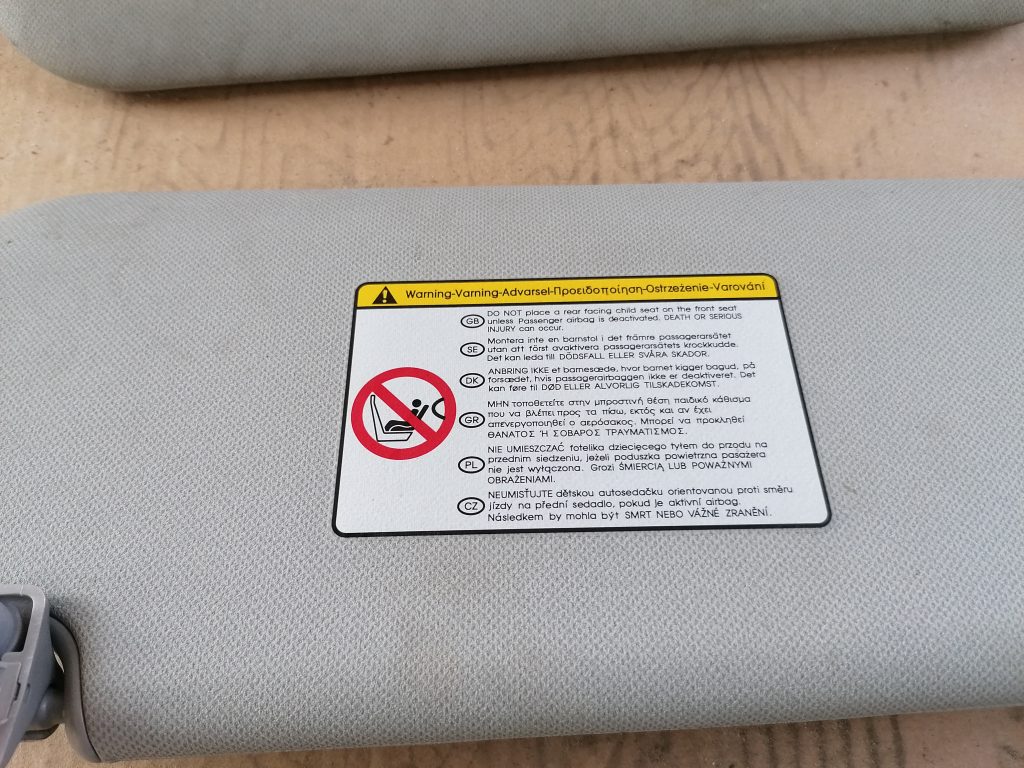 Warning-Varning-Advarsel-Προειδοποίηση-Ostrzeżenie-Varování
GB DO NOT place a rear facing child seat on the front seat
unless Passenger airbag is deactivated. DEATH OR SERIOUS
INJURY can occur.
SE Montera inte en barnstol i det främre passagerarsätet
utan att först avaktivera passagerarsätets krockkudde.
Det kan leda till DÖDSFALL ELLER SVÅRA SKADOR.
DK ANBRING IKKE et barnesæde, hvor barnet kigger bagud, på
forsædet, hvis passagerairbaggen ikke er deaktiveret. Det
kan føre til DØD ELLER ALVORLIG TILSKADEKOMST.
GR ΜΗΝ τοποθετείτε στην μπροστινή θέση παιδικό κάθισμα
που να βλέπει προς τα πίσω, εκτός και αν έχει
απενεργοποιηθεί ο αερόσακος. Μπορεί να προκληθεί
ΘΑΝΑΤΟΣ Ή ΣΟΒΑΡΟΣ ΤΡΑΥΜΑΤΙΣΜΟΣ.
PL NIE UMIESZCZAĆ fotelika dziecięcego tyłem do przodu na
przednim siedzeniu, jeżeli poduszka powietrzna pasażera
nie jest wyłączona. Grozi ŚMIERCIĄ LUB POWAŻNYMI
OBRAŻENIAMI.
CZ NEUMISŤUJTE dětskou autosedačku orientovanou proti směru
jízdy na přední sedadlo, pokud je aktivní airbag.
Následkem by mohla být SMRT NEBO VÁŽNÉ ZRANĚNÍ.